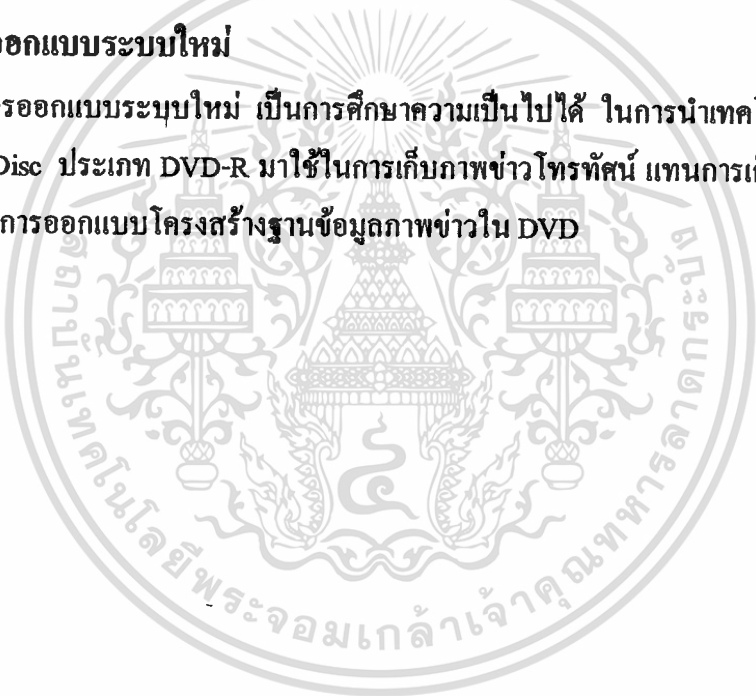 ออกแบบระบบใหม่
รออกแบบระบบใหม่ เป็นการศึกษาความเป็นไปได้ ในการนำเทคโ
Disc ประเภท DVD-R มาใช้ในการเก็บภาพข่าวโทรทัศน์ แทนการเก็
การออกแบบโครงสร้างฐานข้อมูลภาพข่าวใน DVD
สถาบันเทคโนโลยีพระจอมเกล้าเจ้าคุณทหารลาดกระบัง